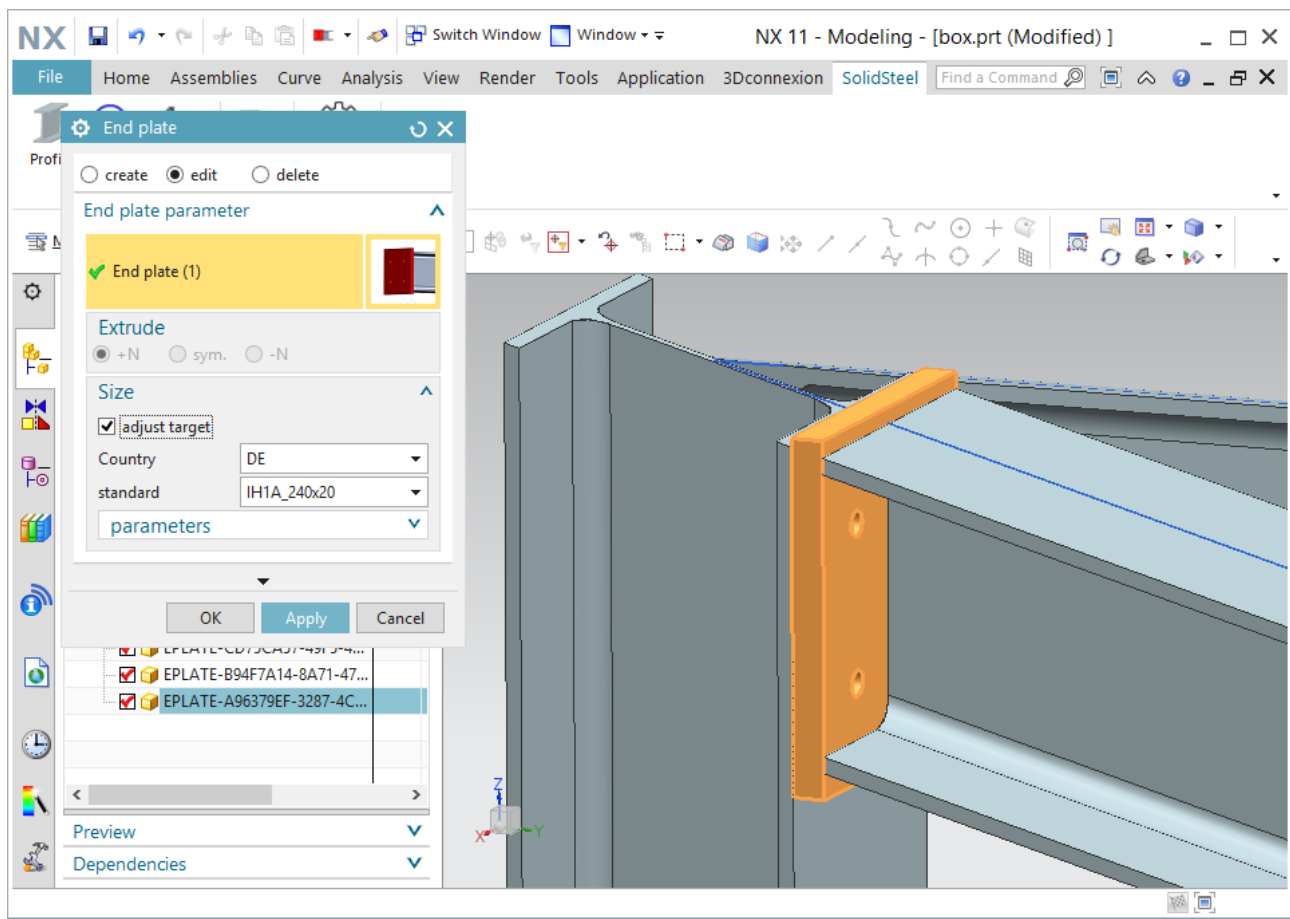 NX Switch Window Window NX 11 - Modeling - [box.prt (Modified) ]
File Home Assemblies Curve Analysis View Render Tools Application 3Dconnexion SolidSteel Find a Command
End plate
Profi
create edit delete
End plate parameter
M
End plate (1)
Extrude
+N sym. -N
Size
adjust target
Country DE
standard IH1A_240x20
parameters
OK Apply Cancel
EPLATE-B94F7A14-8A71-47...
EPLATE-A96379EF-3287-4C...
Z
X Y
Preview
Dependencies